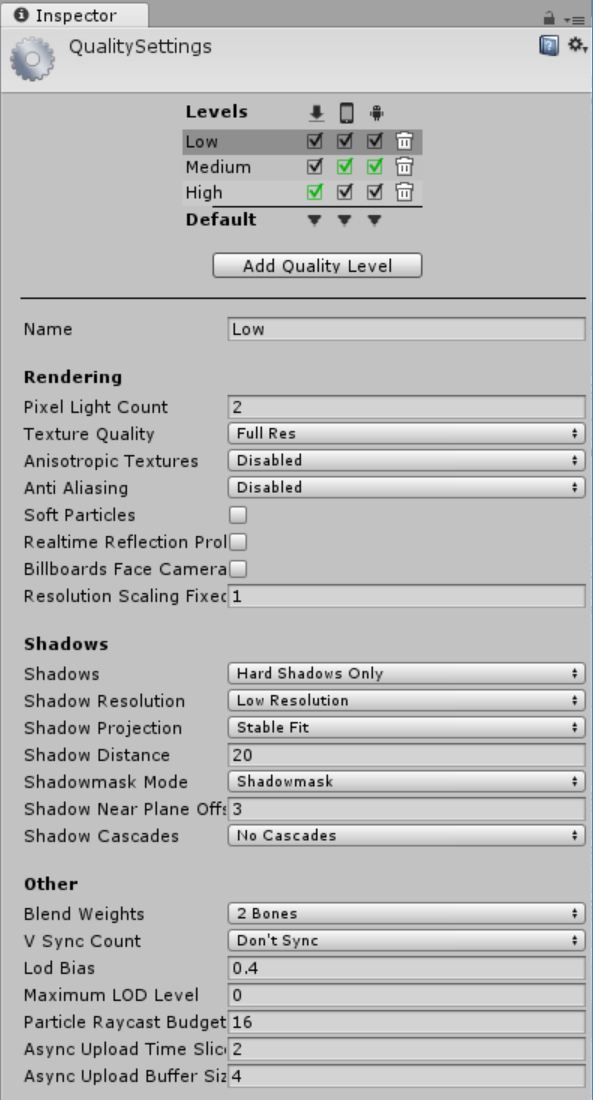 Inspector
QualitySettings
Levels
Low
Medium
High
Default
Add Quality Level
Name Low
Rendering
Pixel Light Count 2
Texture Quality Full Res
Anisotropic Textures Disabled
Anti Aliasing Disabled
Soft Particles
Realtime Reflection Prol
Billboards Face Camera
Resolution Scaling Fixed 1
Shadows
Shadows Hard Shadows Only
Shadow Resolution Low Resolution
Shadow Projection Stable Fit
Shadow Distance 20
Shadowmask Mode Shadowmask
Shadow Near Plane Offs 3
Shadow Cascades No Cascades
Other
Blend Weights 2 Bones
V Sync Count Don't Sync
Lod Bias 0.4
Maximum LOD Level 0
Particle Raycast Budget 16
Async Upload Time Slic 2
Async Upload Buffer Siz 4